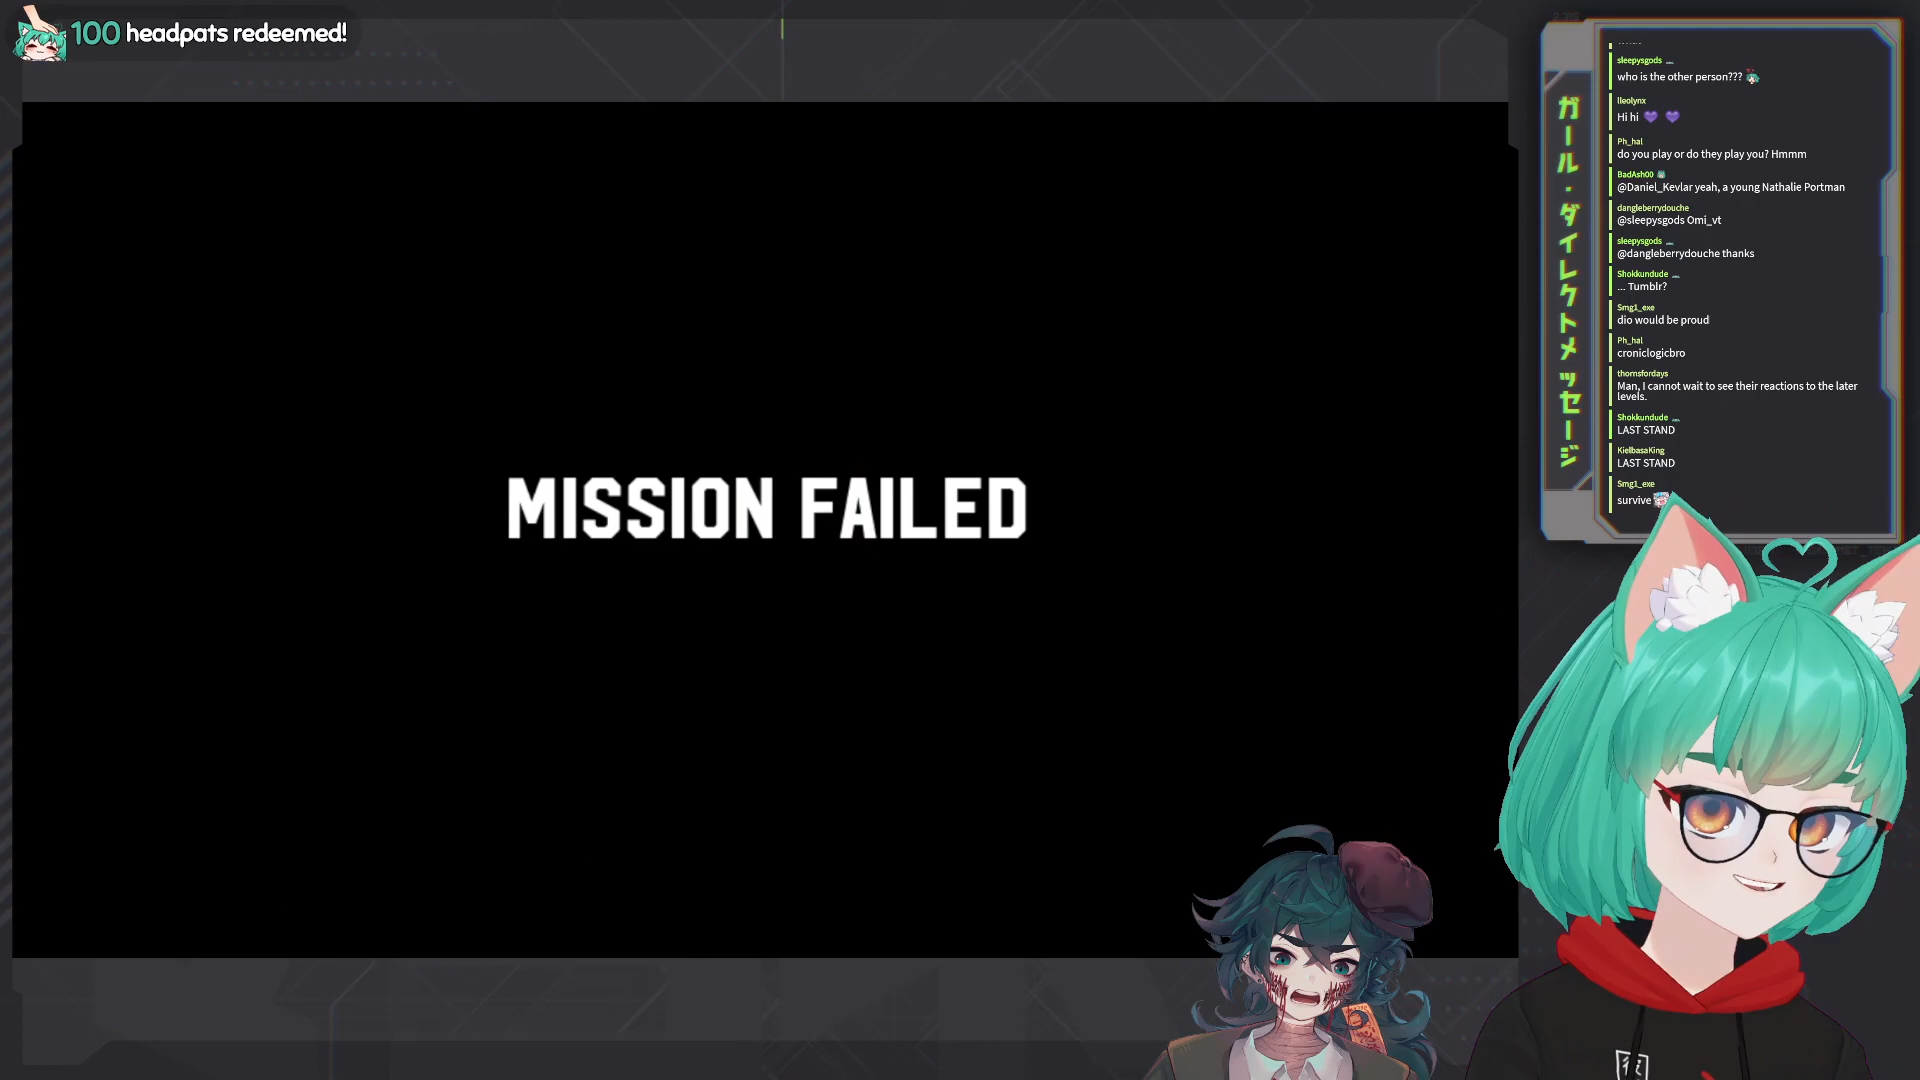 100 headpats redeemed!
MISSION FAILED
ガール・ダイレクトメッセージ
sleepysgods
who is the other person???
lleolynx
Hi hi 💜 💜
Ph_hal
do you play or do they play you? Hmmm
BadAsh00
@Daniel_Kevlar yeah, a young Nathalie Portman
dangleberrydouche
@sleepysgods Omi_vt
sleepysgods
@dangleberrydouche thanks
Shokkundude
... Tumblr?
Smg1_exe
dio would be proud
Ph_hal
croniclogicbro
thornsfordays
Man, I cannot wait to see their reactions to the later
levels.
Shokkundude
LAST STAND
KielbasaKing
LAST STAND
Smg1_exe
survive